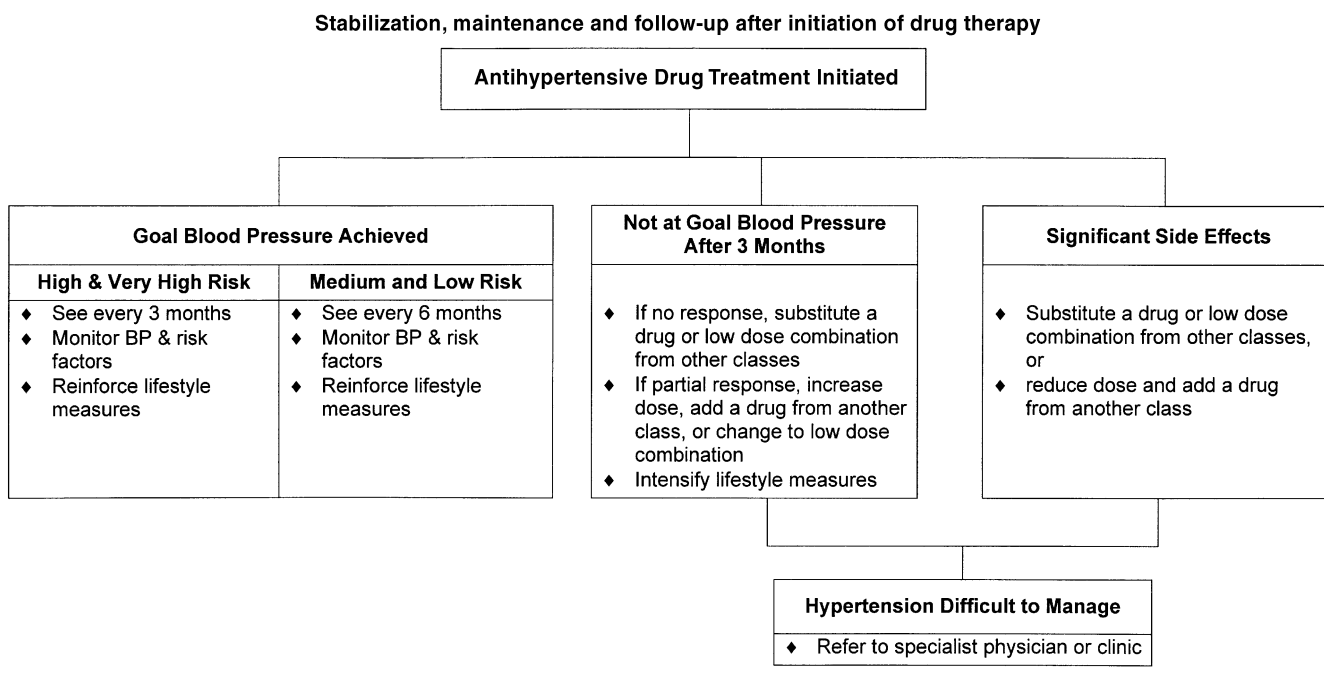 Stabilization, maintenance and follow-up after initiation of drug therapy
Antihypertensive Drug Treatment Initiated
Goal Blood Pressure Achieved
High & Very High Risk
♦ See every 3 months
♦ Monitor BP & risk
factors
♦ Reinforce lifestyle
measures
Medium and Low Risk
♦ See every 6 months
♦ Monitor BP & risk
factors
♦ Reinforce lifestyle
measures
Not at Goal Blood Pressure
After 3 Months
♦ If no response, substitute a
drug or low dose combination
from other classes
♦ If partial response, increase
dose, add a drug from another
class, or change to low dose
combination
♦ Intensify lifestyle measures
Significant Side Effects
♦ Substitute a drug or low dose
combination from other classes,
or
♦ reduce dose and add a drug
from another class
Hypertension Difficult to Manage
♦ Refer to specialist physician or clinic